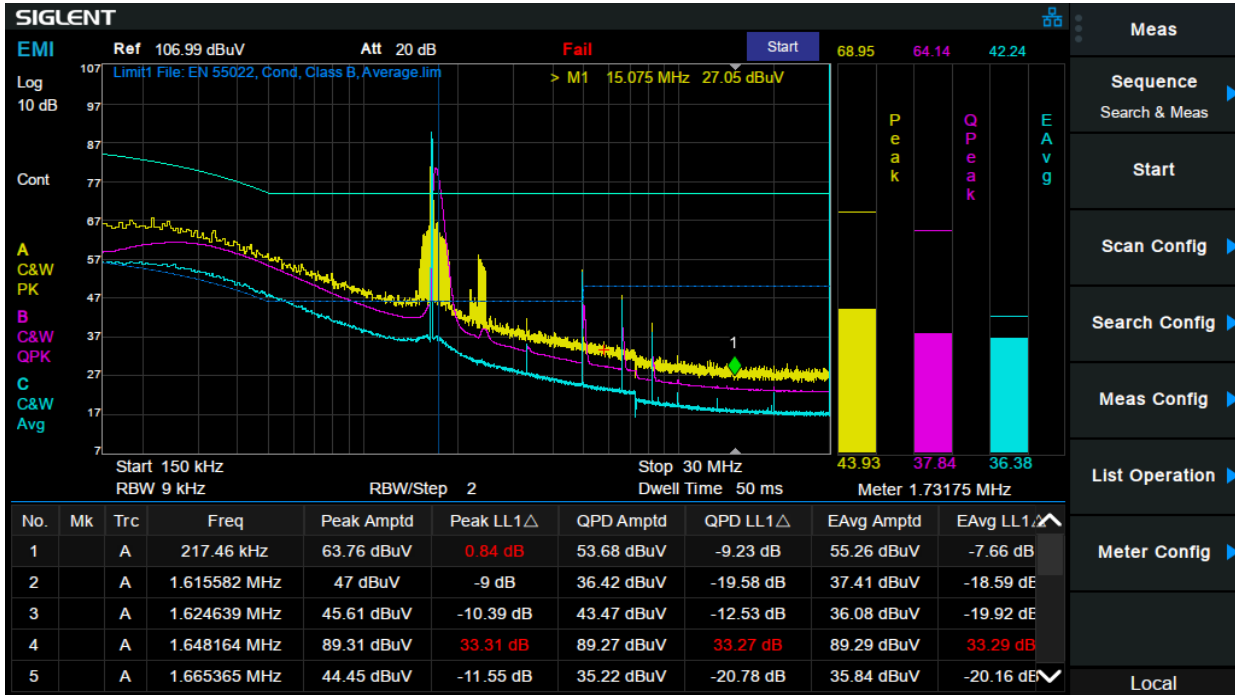 SIGLENT
EMI Ref 106.99 dBuV Att 20 dB Fail Start 68.95 64.14 42.24
Log
10 dB
Cont
A
C&W
PK
B
C&W
QPK
C
C&W
Avg
107
97
87
77
67
57
47
37
27
17
7
Limit1 File: EN 55022, Cond, Class B, Average.lim
> M1 15.075 MHz 27.05 dBuV
1
Peak
QPeak
EAvg
43.93 37.84 36.38
Start 150 kHz Stop 30 MHz
RBW 9 kHz RBW/Step 2 Dwell Time 50 ms Meter 1.73175 MHz
No. Mk Trc Freq Peak Amptd Peak LL1△ QPD Amptd QPD LL1△ EAvg Amptd EAvg LL1△
1 A 217.46 kHz 63.76 dBuV 0.84 dB 53.68 dBuV -9.23 dB 55.26 dBuV -7.66 dB
2 A 1.615582 MHz 47 dBuV -9 dB 36.42 dBuV -19.58 dB 37.41 dBuV -18.59 dB
3 A 1.624639 MHz 45.61 dBuV -10.39 dB 43.47 dBuV -12.53 dB 36.08 dBuV -19.92 dB
4 A 1.648164 MHz 89.31 dBuV 33.31 dB 89.27 dBuV 33.27 dB 89.29 dBuV 33.29 dB
5 A 1.665365 MHz 44.45 dBuV -11.55 dB 35.22 dBuV -20.78 dB 35.84 dBuV -20.16 dB
Meas
Sequence
Search & Meas
Start
Scan Config
Search Config
Meas Config
List Operation
Meter Config
Local